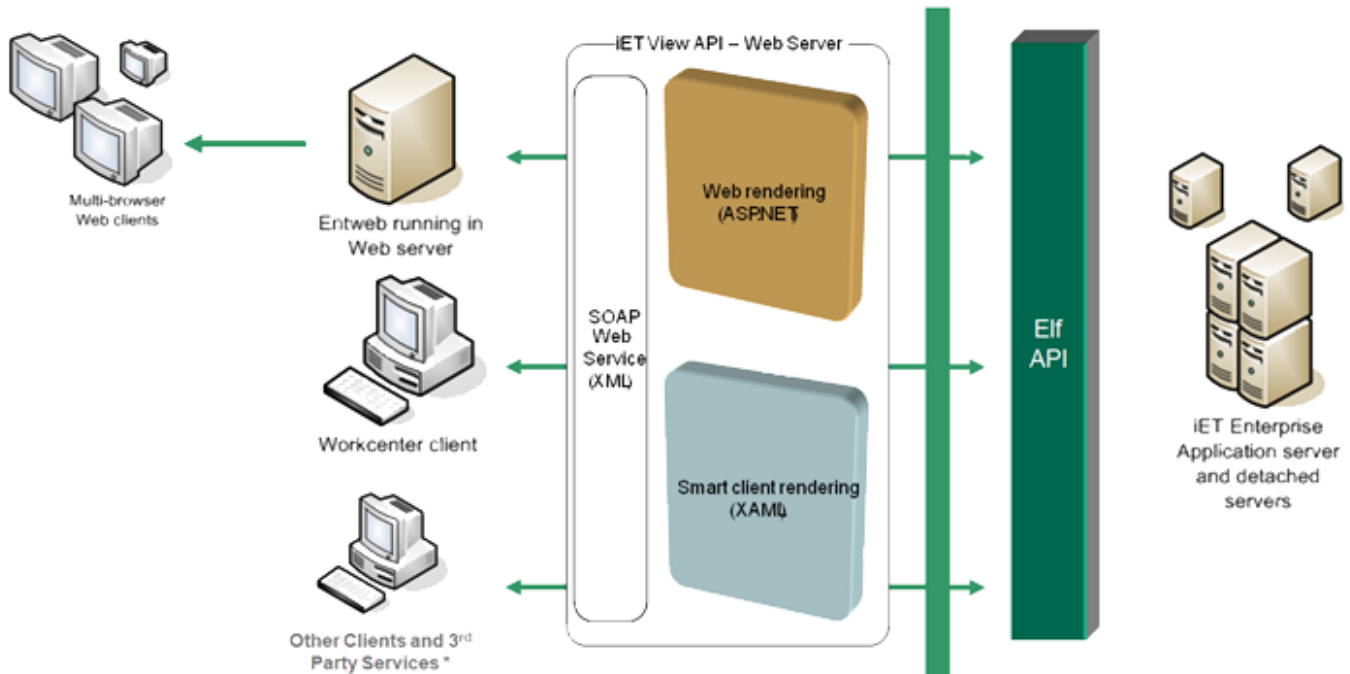 iET View API – Web Server
Multi-browser
Web clients
Entweb running in
Web server
Workcenter client
Other Clients and 3rd
Party Services *
SOAP
Web
Service
(XML)
Web rendering
(ASP.NET)
Smart client rendering
(XAML)
Elf
API
iET Enterprise
Application server
and detached
servers